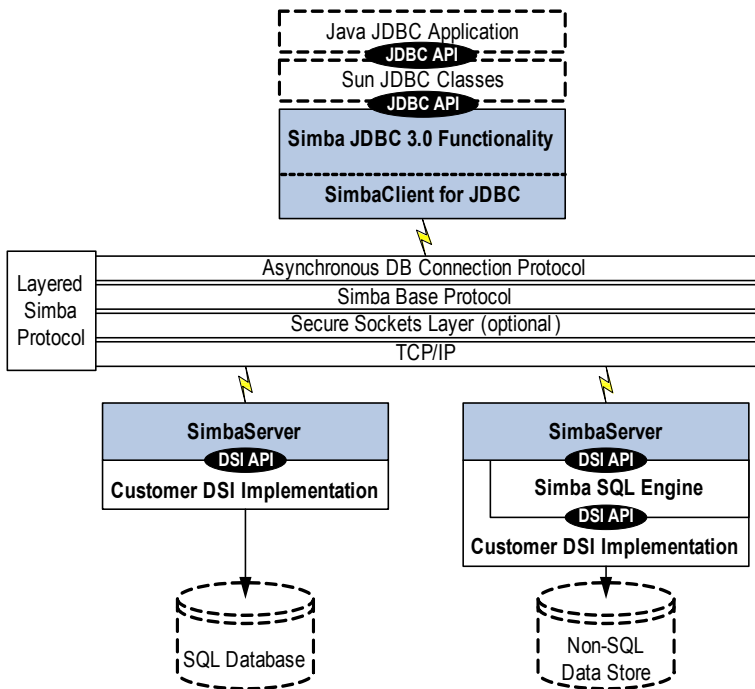 Java JDBC Application
JDBC API
Sun JDBC Classes
JDBC API
Simba JDBC 3.0 Functionality
SimbaClient for JDBC
Layered
Simba
Protocol
Asynchronous DB Connection Protocol
Simba Base Protocol
Secure Sockets Layer (optional)
TCP/IP
SimbaServer
DSI API
Customer DSI Implementation
SQL Database
SimbaServer
DSI API
Simba SQL Engine
DSI API
Customer DSI Implementation
Non-SQL
Data Store